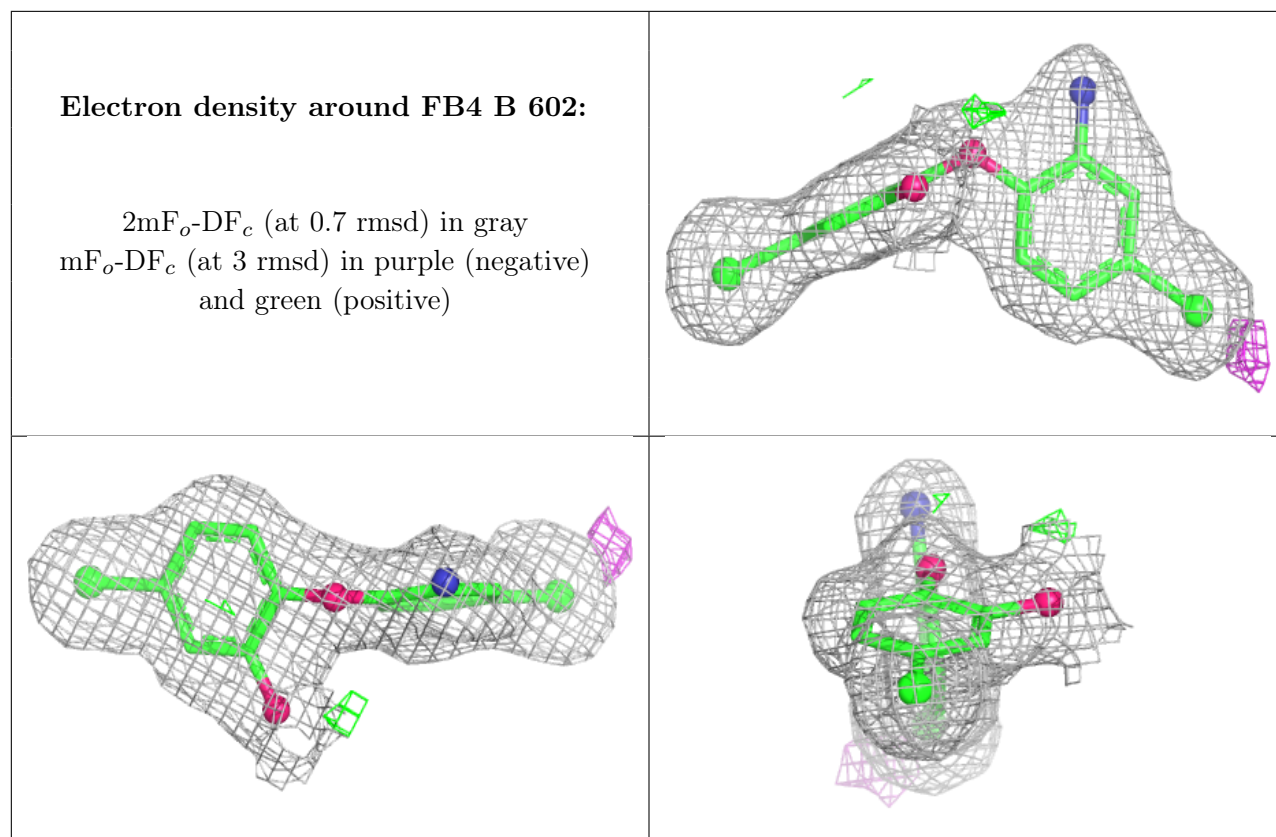 Electron density around FB4 B 602:
2mFo-DFc (at 0.7 rmsd) in gray
mFo-DFc (at 3 rmsd) in purple (negative)
and green (positive)